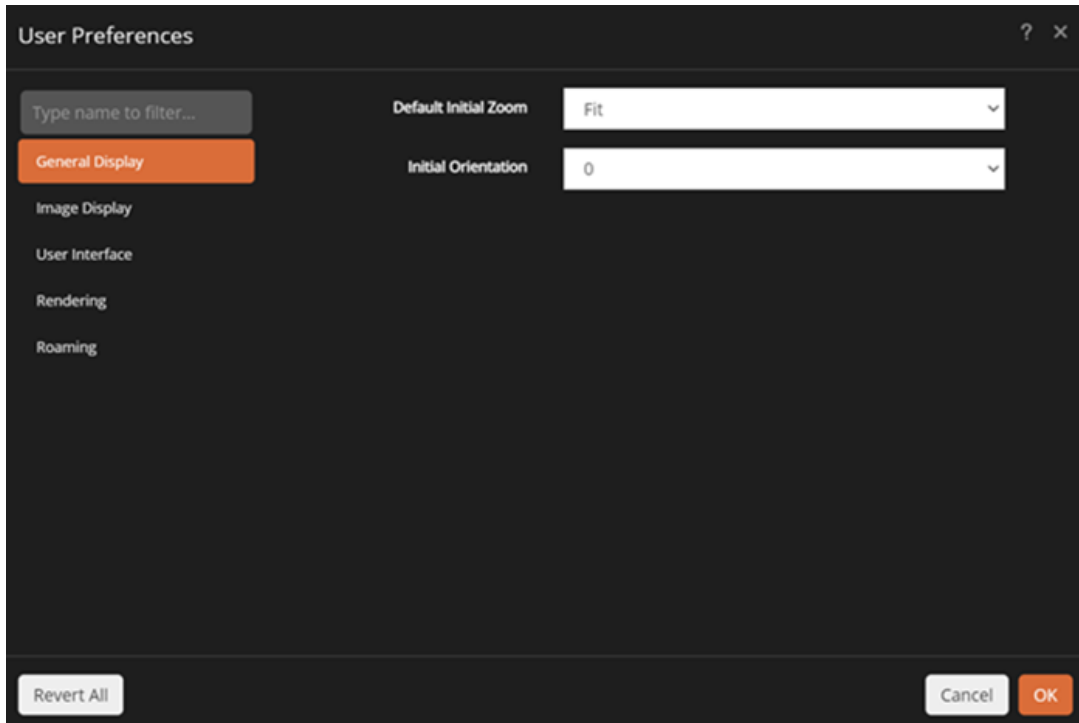 User Preferences
?
Type name to filter...
General Display
Image Display
User Interface
Rendering
Roaming
Default Initial Zoom
Fit
Initial Orientation
0
Revert All
Cancel
OK